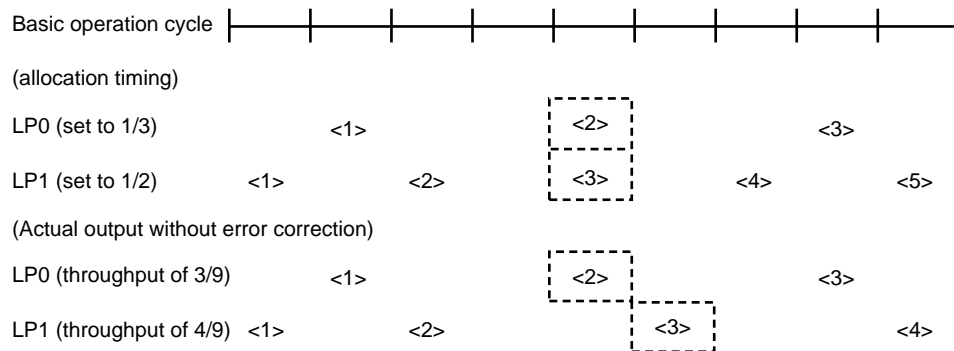 Basic operation cycle
(allocation timing)
LP0 (set to 1/3) <1> <2> <3>
LP1 (set to 1/2) <1> <2> <3> <4> <5>
(Actual output without error correction)
LP0 (throughput of 3/9) <1> <2> <3>
LP1 (throughput of 4/9) <1> <2> <3> <4>